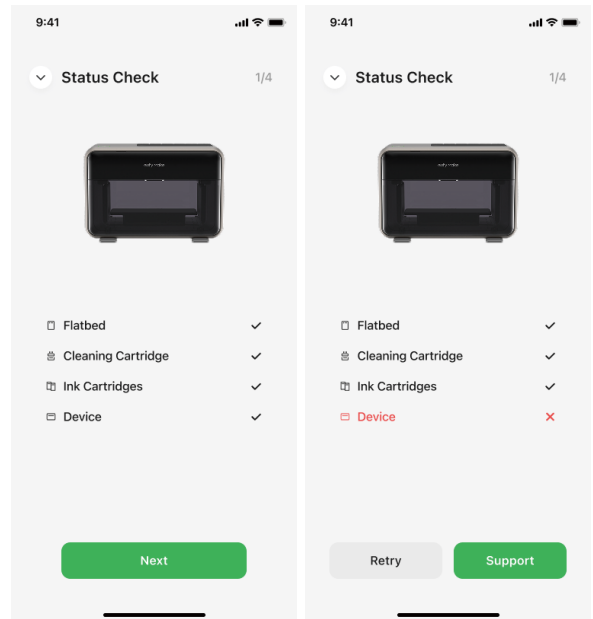 9:41
Status Check 1/4
Flatbed
Cleaning Cartridge
Ink Cartridges
Device
Next
9:41
Status Check 1/4
Flatbed
Cleaning Cartridge
Ink Cartridges
Device
Retry Support